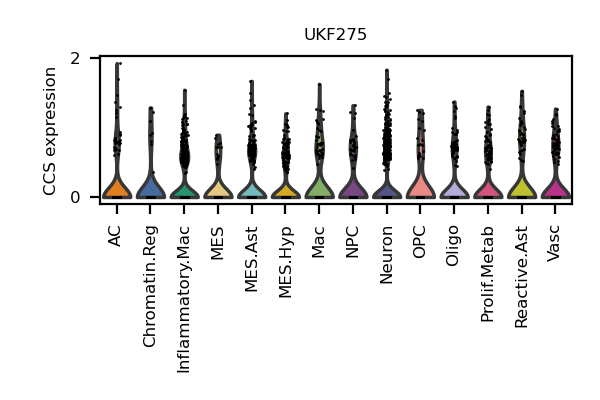 UKF275
CCS expression
2
0
AC
Chromatin.Reg
Inflammatory.Mac
MES
MES.Ast
MES.Hyp
Mac
NPC
Neuron
OPC
Oligo
Prolif.Metab
Reactive.Ast
Vasc